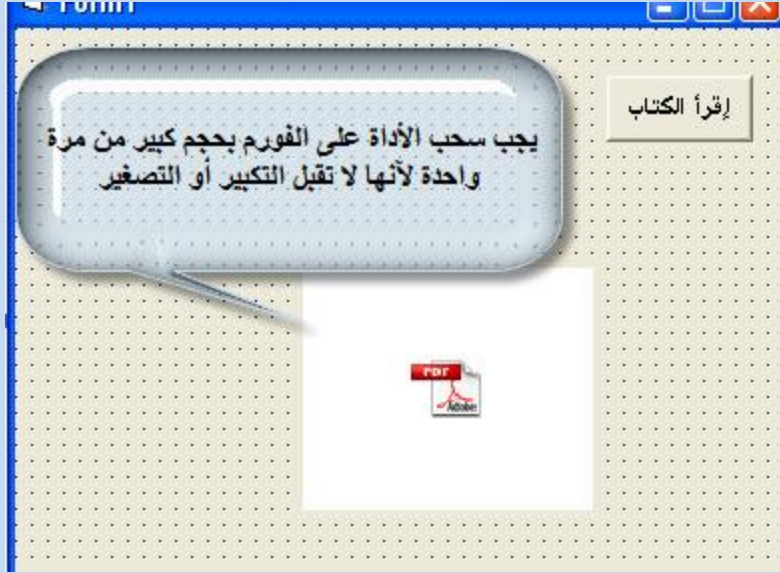 Form1
إقرأ الكتاب
يجب سحب الأداة على الفورم بحجم كبير من مرة
واحدة لأنها لا تقبل التكبير أو التصغير
PDF
Adobe